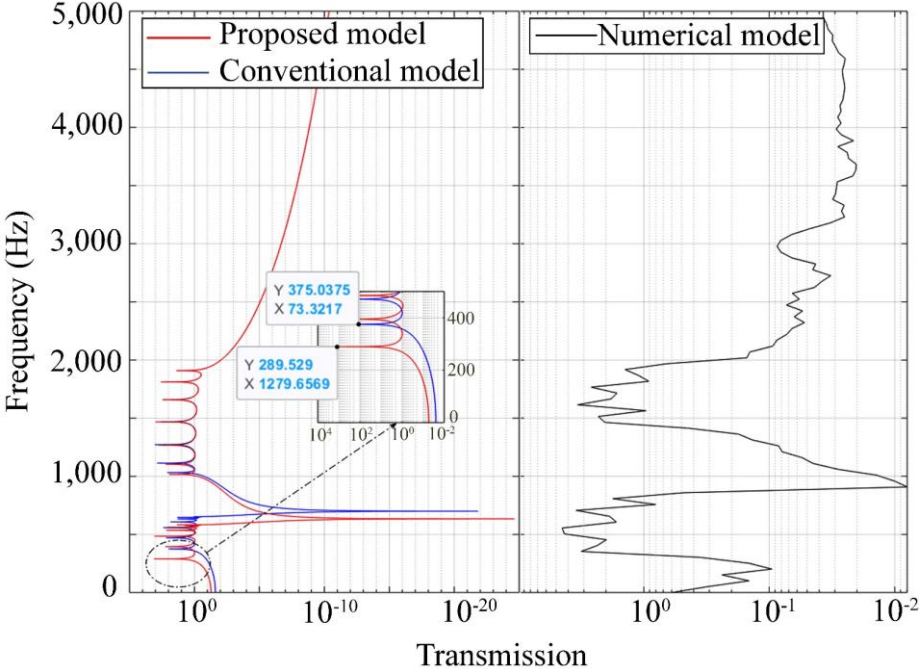 5,000
4,000
3,000
2,000
1,000
0
Frequency (Hz)
Proposed model
Conventional model
Y 375.0375
X 73.3217
Y 289.529
X 1279.6569
400
200
0
10^4 10^2 10^0 10^-2
10^0 10^-10 10^-20
Numerical model
10^0 10^-1 10^-2
Transmission